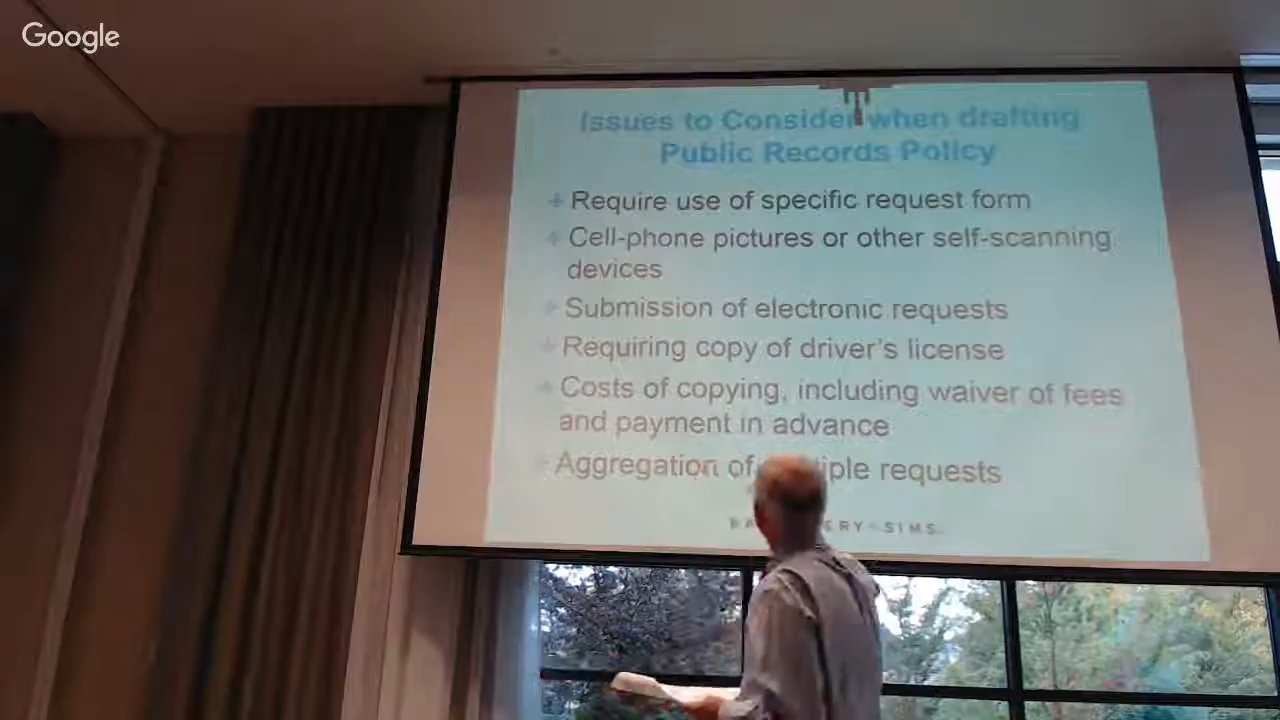 Google
Issues to Consider when drafting
Public Records Policy
Require use of specific request form
Cell-phone pictures or other self-scanning
devices
Submission of electronic requests
Requiring copy of driver's license
Costs of copying, including waiver of fees
and payment in advance
Aggregation of requests
SIMS